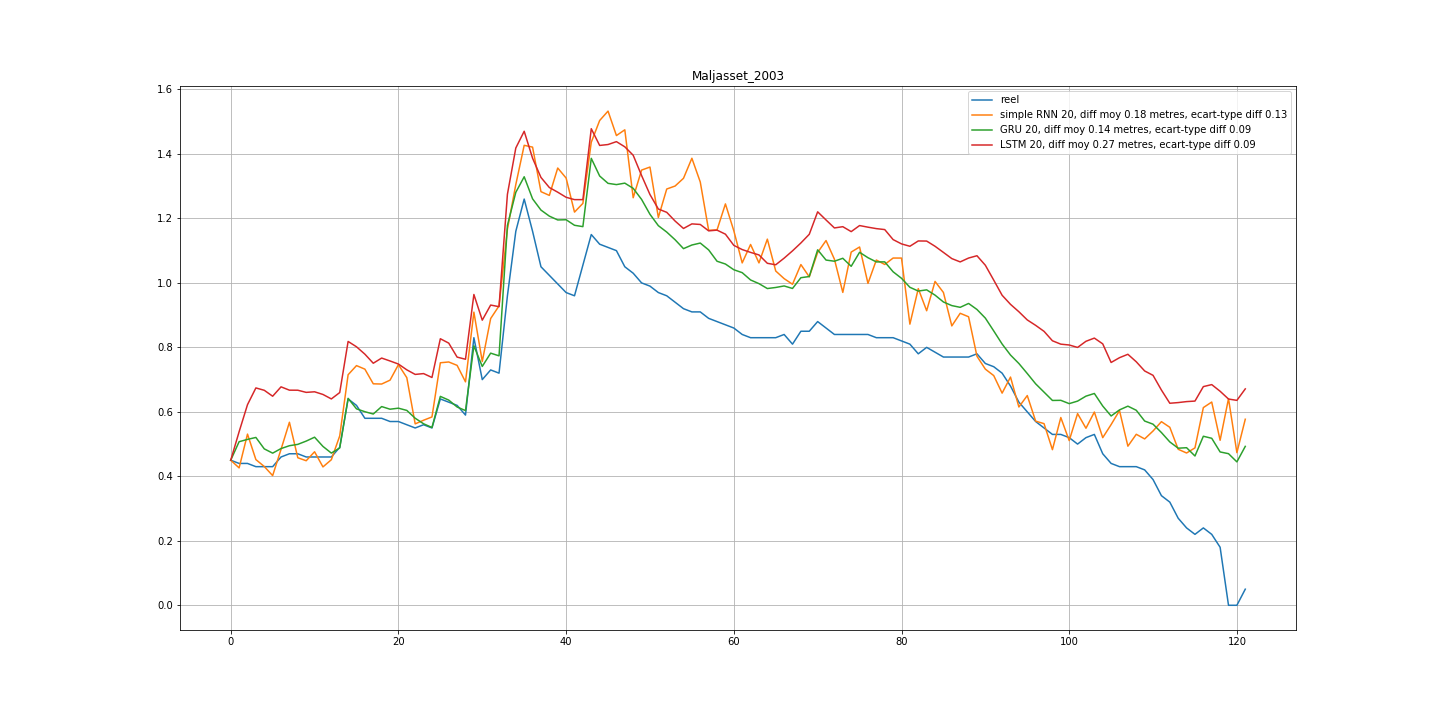 Maljasset_2003
1.6
1.4
1.2
1.0
0.8
0.6
0.4
0.2
0.0
reel
simple RNN 20, diff moy 0.18 metres, ecart-type diff 0.13
GRU 20, diff moy 0.14 metres, ecart-type diff 0.09
LSTM 20, diff moy 0.27 metres, ecart-type diff 0.09
0 20 40 60 80 100 120